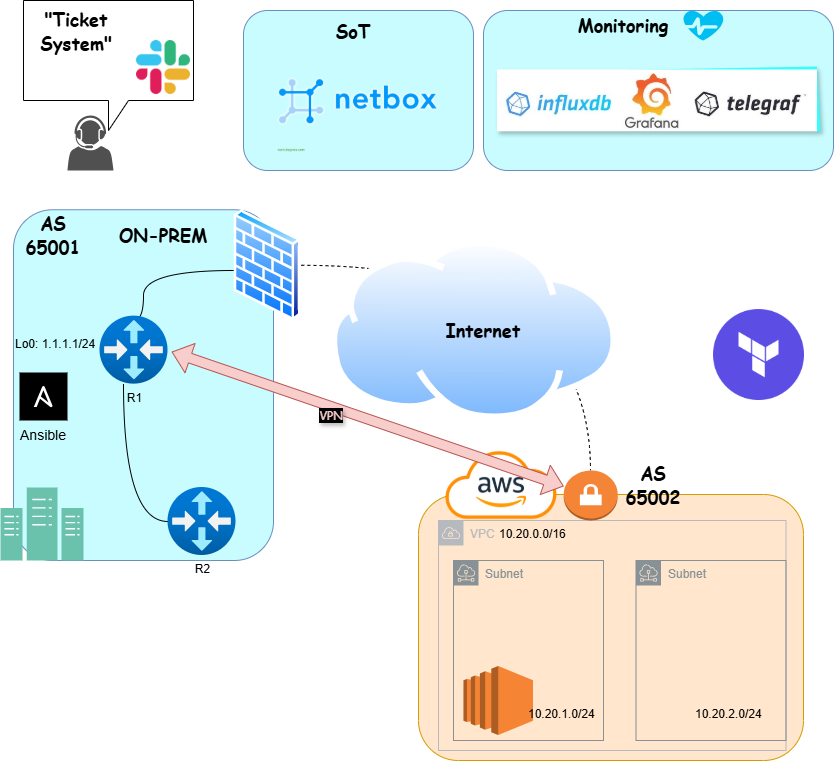 "Ticket
System"
SoT
netbox
Monitoring
influxdb
Grafana
telegraf
AS
65001
ON-PREM
Internet
Lo0: 1.1.1.1/24
R1
Ansible
VPN
R2
aws
AS
65002
VPC 10.20.0.0/16
Subnet
Subnet
10.20.1.0/24
10.20.2.0/24